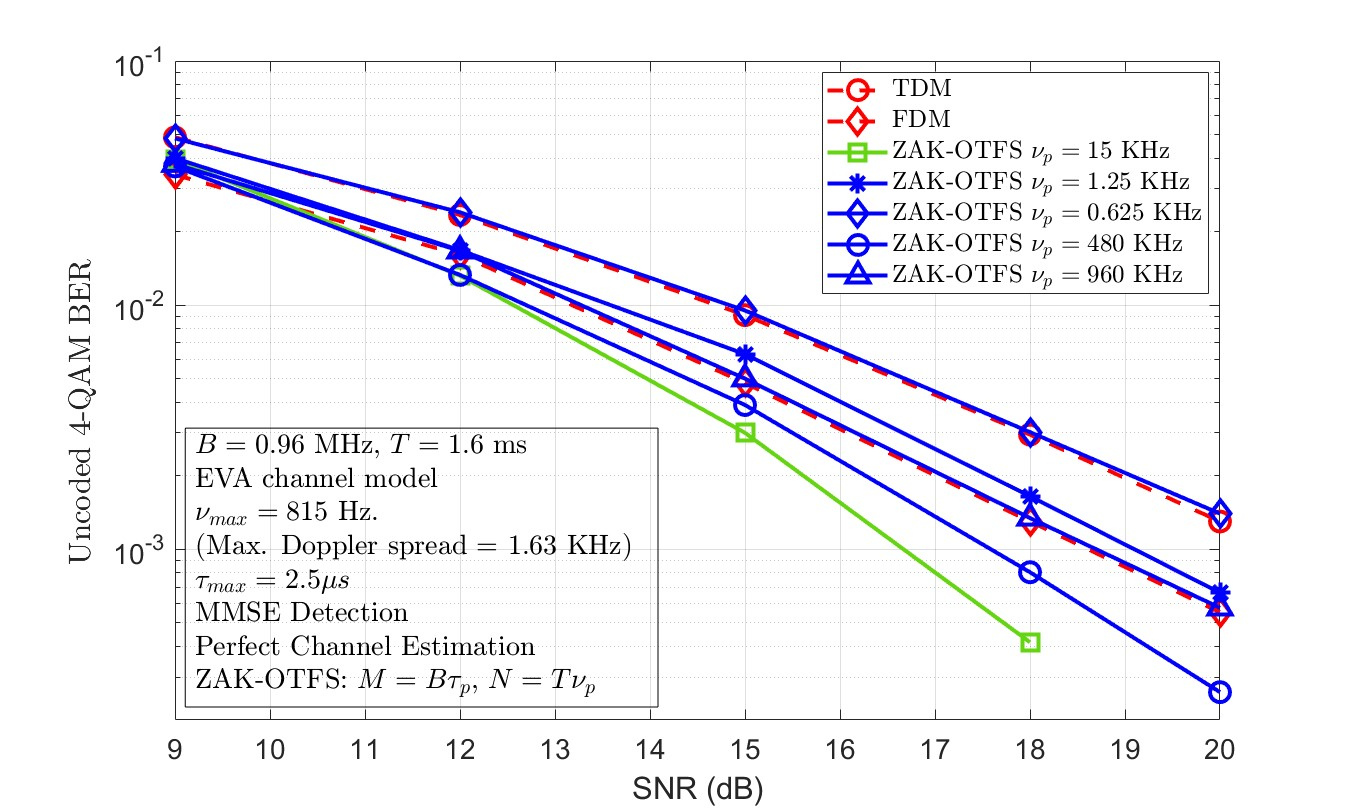 10^-1
10^-2
10^-3
Uncoded 4-QAM BER
TDM
FDM
ZAK-OTFS ν_p = 15 KHz
ZAK-OTFS ν_p = 1.25 KHz
ZAK-OTFS ν_p = 0.625 KHz
ZAK-OTFS ν_p = 480 KHz
ZAK-OTFS ν_p = 960 KHz
B = 0.96 MHz, T = 1.6 ms
EVA channel model
ν_max = 815 Hz.
(Max. Doppler spread = 1.63 KHz)
τ_max = 2.5μs
MMSE Detection
Perfect Channel Estimation
ZAK-OTFS: M = Bτ_p, N = Tν_p
9 10 11 12 13 14 15 16 17 18 19 20
SNR (dB)